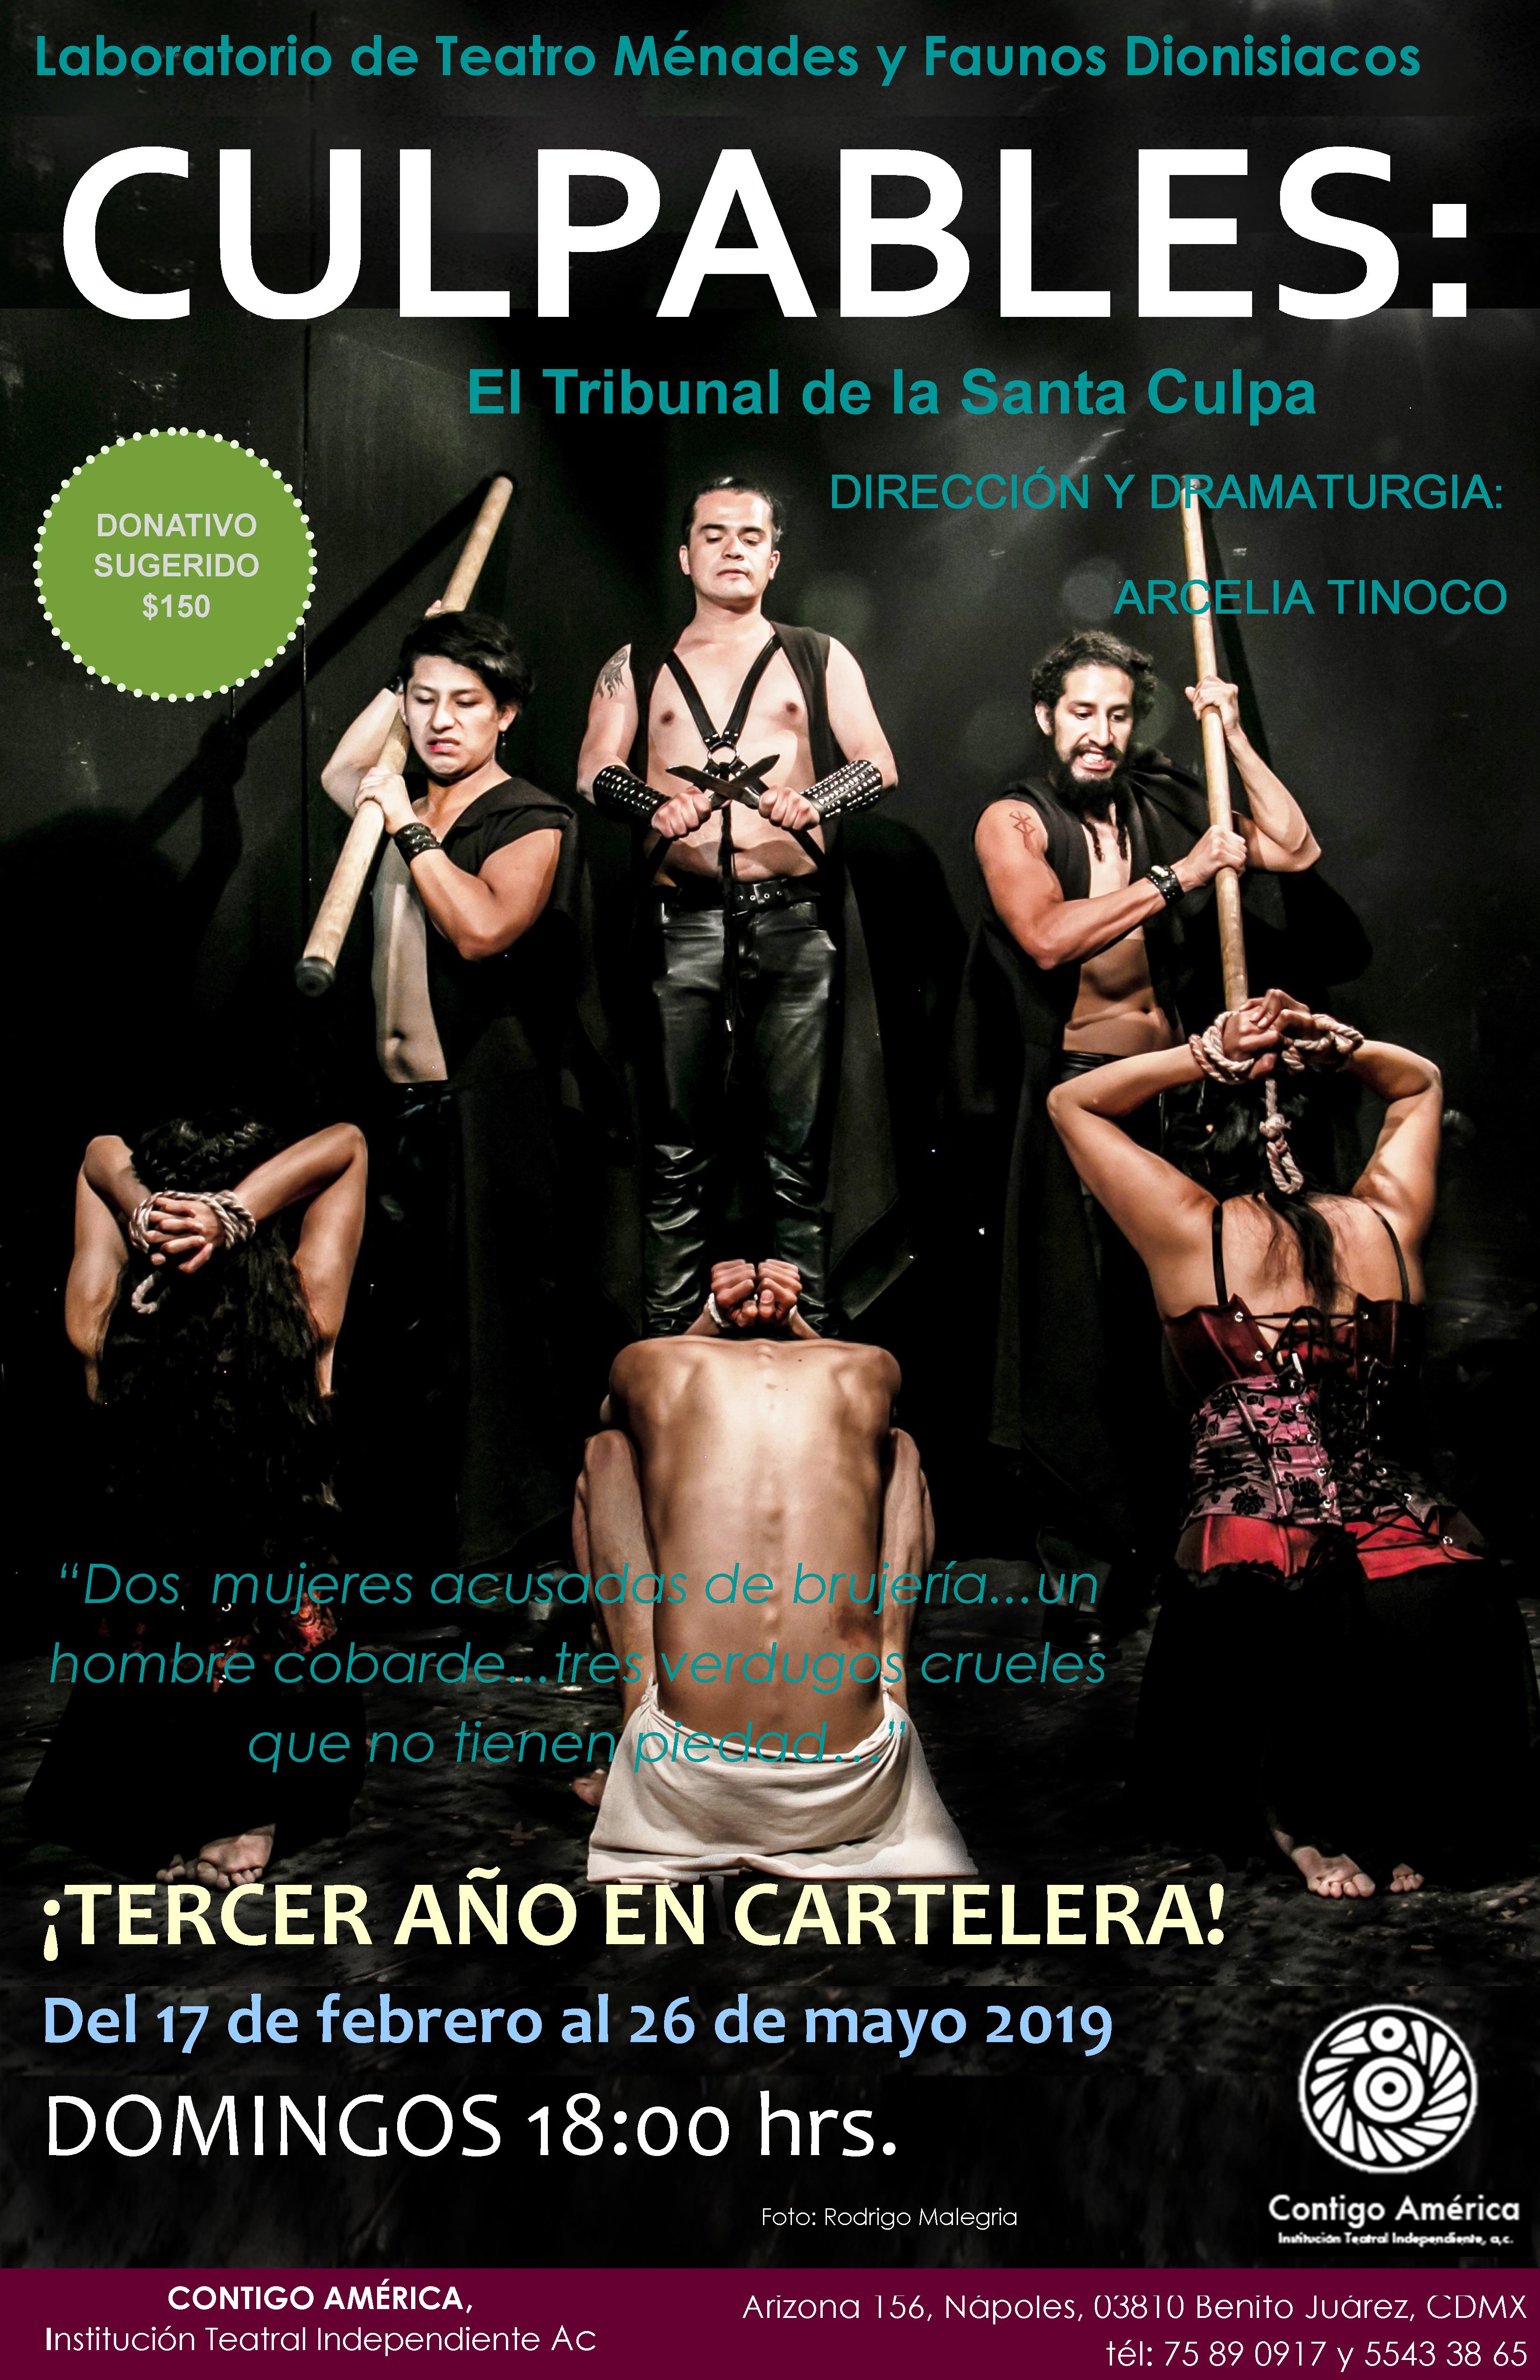 Laboratorio de Teatro Ménades y Faunos Dionisiacos
CULPABLES:
El Tribunal de la Santa Culpa
DIRECCIÓN Y DRAMATURGIA:
ARCELIA TINOCO
DONATIVO
SUGERIDO
$150
“Dos mujeres acusadas de brujería...un
hombre cobarde...tres verdugos crueles
que no tienen piedad...”
¡TERCER AÑO EN CARTELERA!
Del 17 de febrero al 26 de mayo 2019
DOMINGOS 18:00 hrs.
Foto: Rodrigo Malegria
Contigo América
Institución Teatral Independiente, a.c.
CONTIGO AMÉRICA,
Institución Teatral Independiente Ac
Arizona 156, Nápoles, 03810 Benito Juárez, CDMX
tél: 75 89 0917 y 5543 38 65